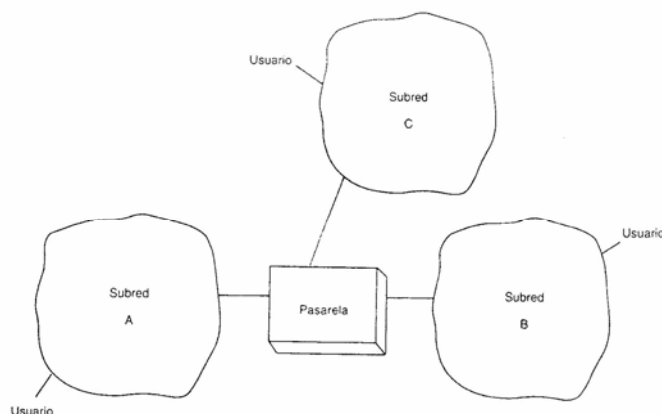 Usuario
Subred
C
Usuario
Subred
A
Pasarela
Subred
B
Usuario